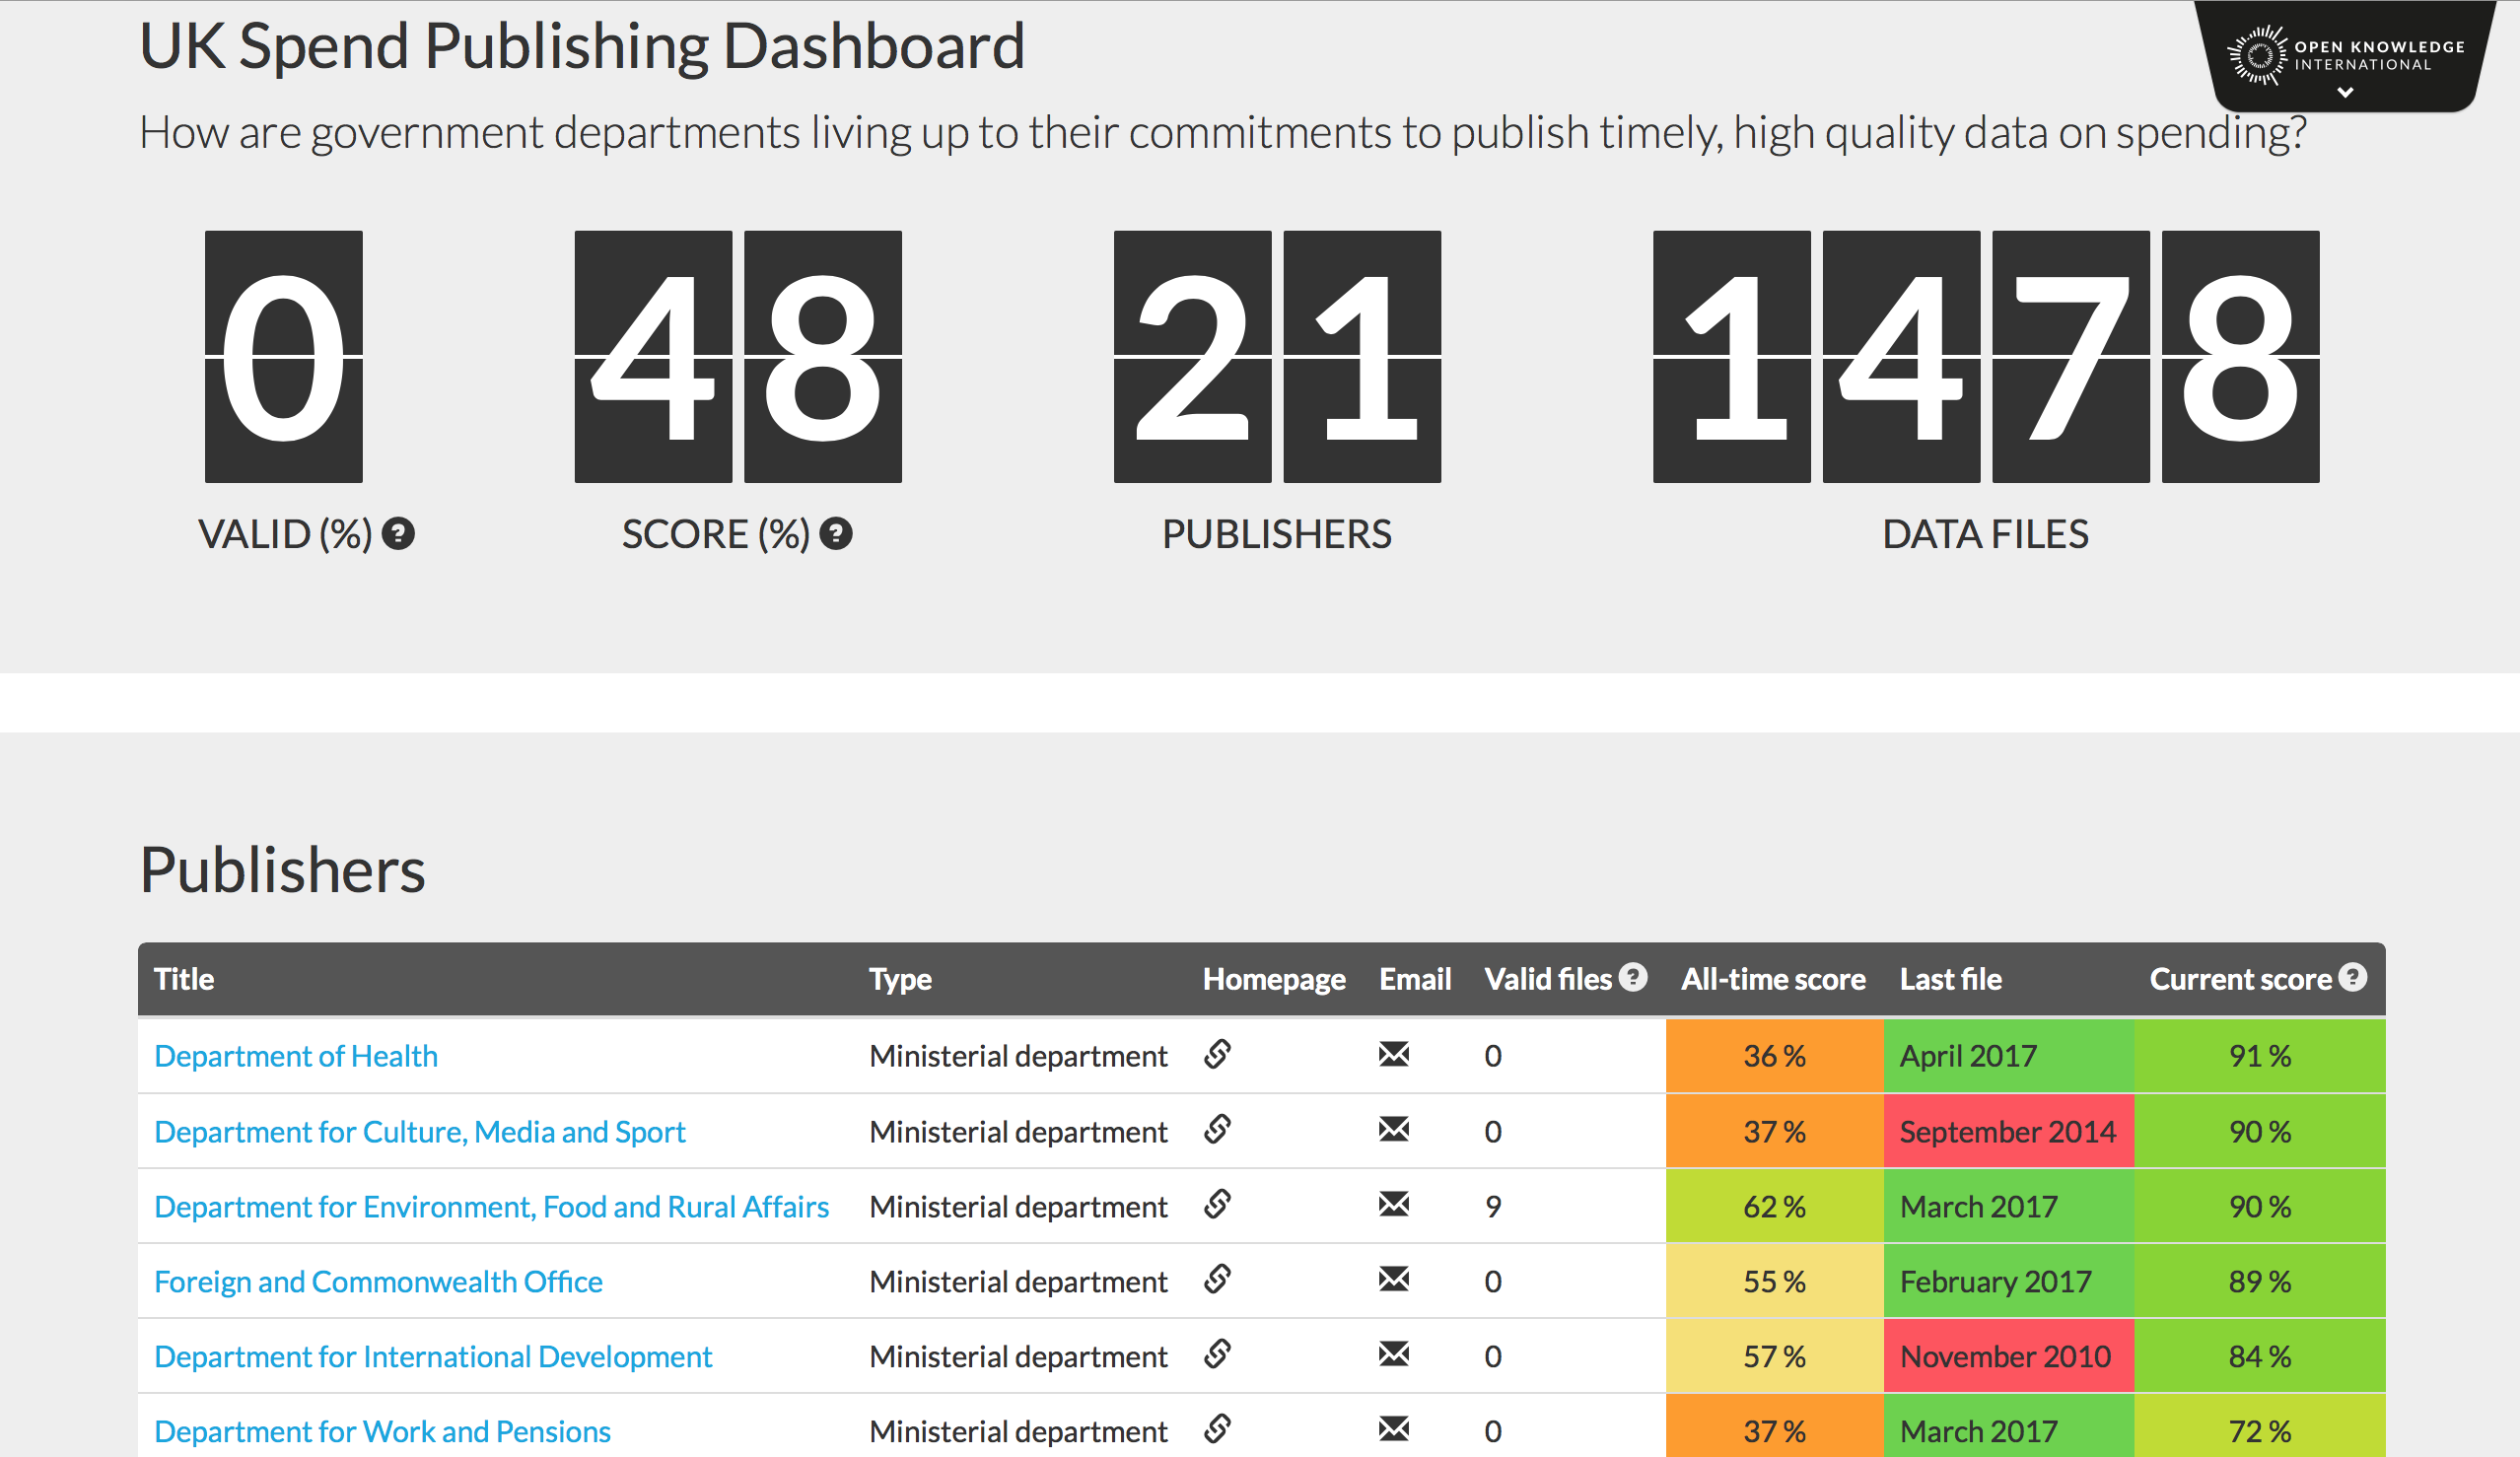 UK Spend Publishing Dashboard
OPEN KNOWLEDGE
INTERNATIONAL
How are government departments living up to their commitments to publish timely, high quality data on spending?
0 48 21 1478
VALID (%) ? SCORE (%) ? PUBLISHERS DATA FILES
Publishers
Title Type Homepage Email Valid files ? All-time score Last file Current score ?
Department of Health Ministerial department 0 36 % April 2017 91 %
Department for Culture, Media and Sport Ministerial department 0 37 % September 2014 90 %
Department for Environment, Food and Rural Affairs Ministerial department 9 62 % March 2017 90 %
Foreign and Commonwealth Office Ministerial department 0 55 % February 2017 89 %
Department for International Development Ministerial department 0 57 % November 2010 84 %
Department for Work and Pensions Ministerial department 0 37 % March 2017 72 %